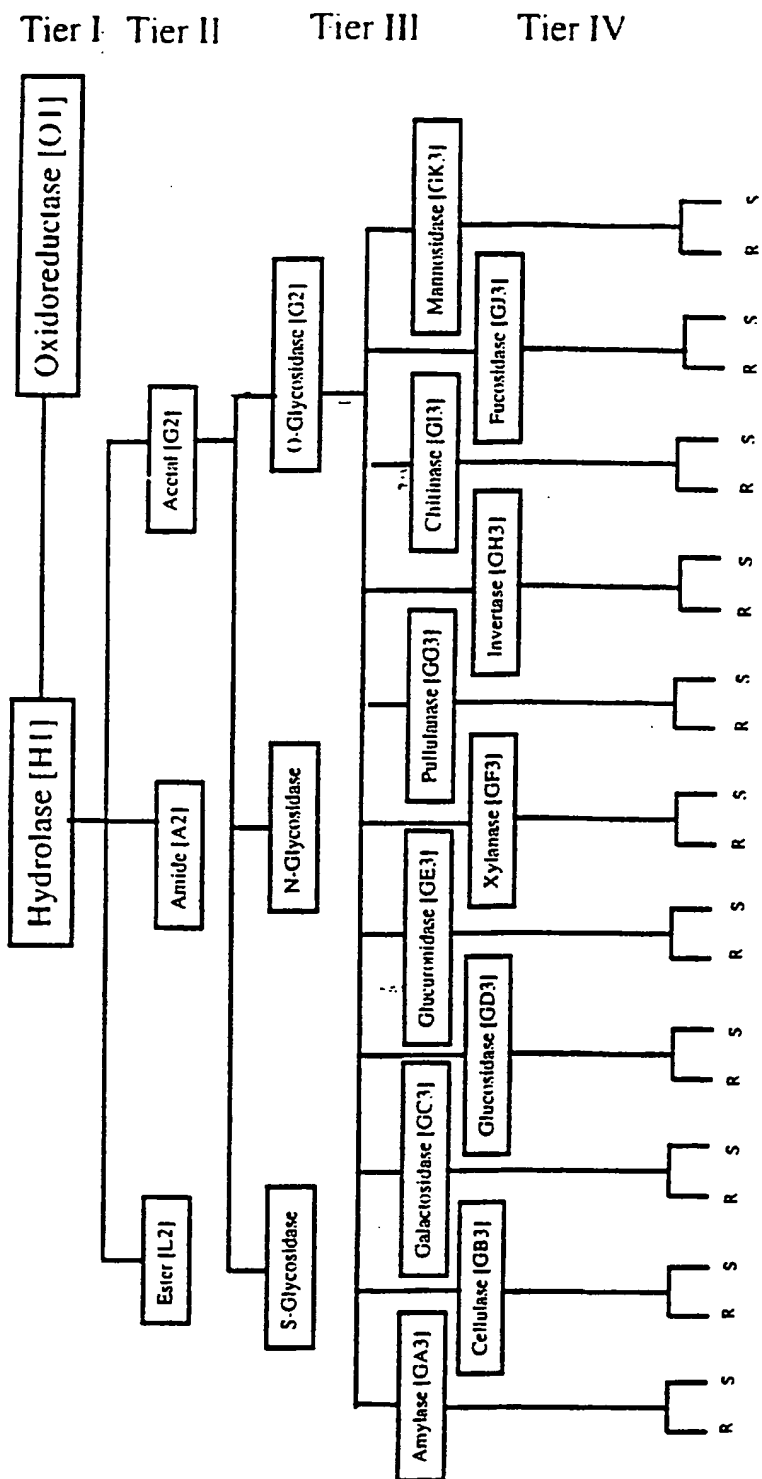 Tier I
Tier II
Tier III
Tier IV
Hydrolase [H1]
Oxidoreductase [O1]
Ester [L2]
Amide [A2]
Acetal [G2]
S-Glycosidase
N-Glycosidase
O-Glycosidase [G2]
Amylase [GA3]
Cellulase [GB3]
Galactosidase [GC3]
Glucosidase [GD3]
Glucuronidase [GE3]
Xylanase [GF3]
Pullulanase [GG3]
Invertase [GH3]
Chitinase [GI3]
Fucosidase [GJ3]
Mannosidase [GK3]
R S R S R S R S R S R S R S R S R S R S R S